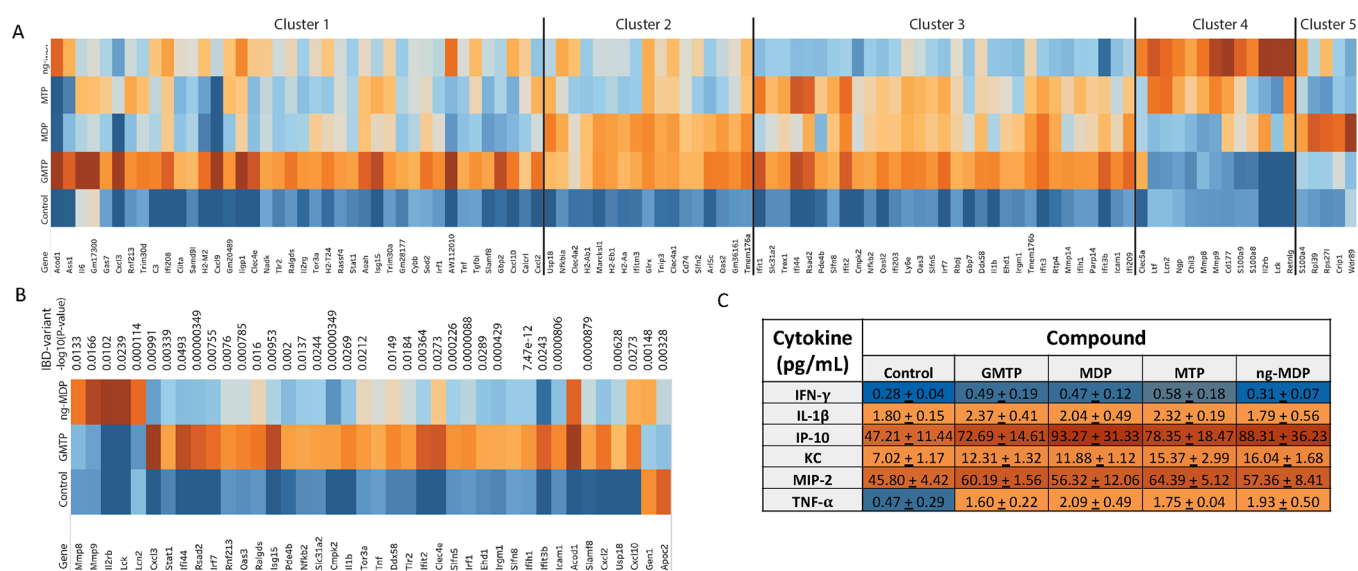 A
Cluster 1 Cluster 2 Cluster 3 Cluster 4 Cluster 5
MTP
MDP
GMTP
Control
Gene Acod1 Ass1 Il6 Gm17300 Gas7 Cxcl3 Rnf213 Trim30d C3 Ifi208 Ciita Samd9l H2-M2 Cxcl9 Gm20489 Iigp1 Clec4e Nadk Tlr2 Ralgds Il2rg Tor3a H2-T24 Rassf4 Stat1 Gsah Isg15 Trim30a Gm28177 Cybb Sod2 Irf1 AW112010 Tnf Tgfbi Slamf8 Gbp2 Cxcl10 Calcrl Cxcl2 Usp18 Nfkbia Clec4a2 H2-Ab1 Marcksl1 H2-Eb1 H2-Aa Ifitm3 Glrx Tnip3 Clec4a1 Cd74 Slfn2 Arl5c Oas2 Gm36161 Tmem176a Ifit1 Slc31a2 Trex1 Ifi44 Rsad2 Pde4b Slfn8 Ifit2 Cmpk2 Nfkb2 Oasl2 Ifi203 Ly6e Oas3 Slfn5 Irf7 Rbpj Gbp7 Ddx58 Il1b Ehd1 Irgm1 Tmem176b Ifit3 Rtp4 Mmp14 Ifih1 Parp14 Ifit3b Icam1 Ifi209 Clec5a Ltf Lcn2 Ngp Chil3 Mmp8 Mmp9 Cd177 S100a9 S100a8 Il2rb Lck Retnlg S100a4 Rpl39 Rps27l Crip1 Wdr89
B
IBD-variant
-log10(P-value)
0.0133 0.0166 0.0102 0.0239 0.000114 0.00991 0.00339 0.0493 0.00000349 0.00755 0.0076 0.0000785 0.016 0.00953 0.002 0.0137 0.0244 0.00000349 0.0269 0.0212 0.0149 0.0184 0.00364 0.0273 0.000226 0.0000088 0.0289 0.000429 7.47e-12 0.0243 0.0000806 0.0000879 0.00628 0.0273 0.00148 0.00328
ng-MDP
GMTP
Control
Gene Mmp8 Mmp9 Il2rb Lck Lcn2 Cxcl3 Stat1 Ifi44 Rsad2 Irf7 Rnf213 Oas3 Ralgds Isg15 Pde4b Nfkb2 Slc31a2 Cmpk2 Il1b Tor3a Tnf Ddx58 Tlr2 Ifit2 Clec4e Slfn5 Irf1 Ehd1 Irgm1 Slfn8 Ifih1 Ifit3b Icam1 Acod1 Slamf8 Cxcl2 Usp18 Cxcl10 Gen1 Apoc2
C
Cytokine (pg/mL) Compound
Control GMTP MDP MTP ng-MDP
IFN-γ 0.28 ± 0.04 0.49 ± 0.19 0.47 ± 0.12 0.58 ± 0.18 0.31 ± 0.07
IL-1β 1.80 ± 0.15 2.37 ± 0.41 2.04 ± 0.49 2.32 ± 0.19 1.79 ± 0.56
IP-10 47.21 ± 11.44 72.69 ± 14.61 93.27 ± 31.33 78.35 ± 18.47 88.31 ± 36.23
KC 7.02 ± 1.17 12.31 ± 1.32 11.88 ± 1.12 15.37 ± 2.99 16.04 ± 1.68
MIP-2 45.80 ± 4.42 60.19 ± 1.56 56.32 ± 12.06 64.39 ± 5.12 57.36 ± 8.41
TNF-α 0.47 ± 0.29 1.60 ± 0.22 2.09 ± 0.49 1.75 ± 0.04 1.93 ± 0.50